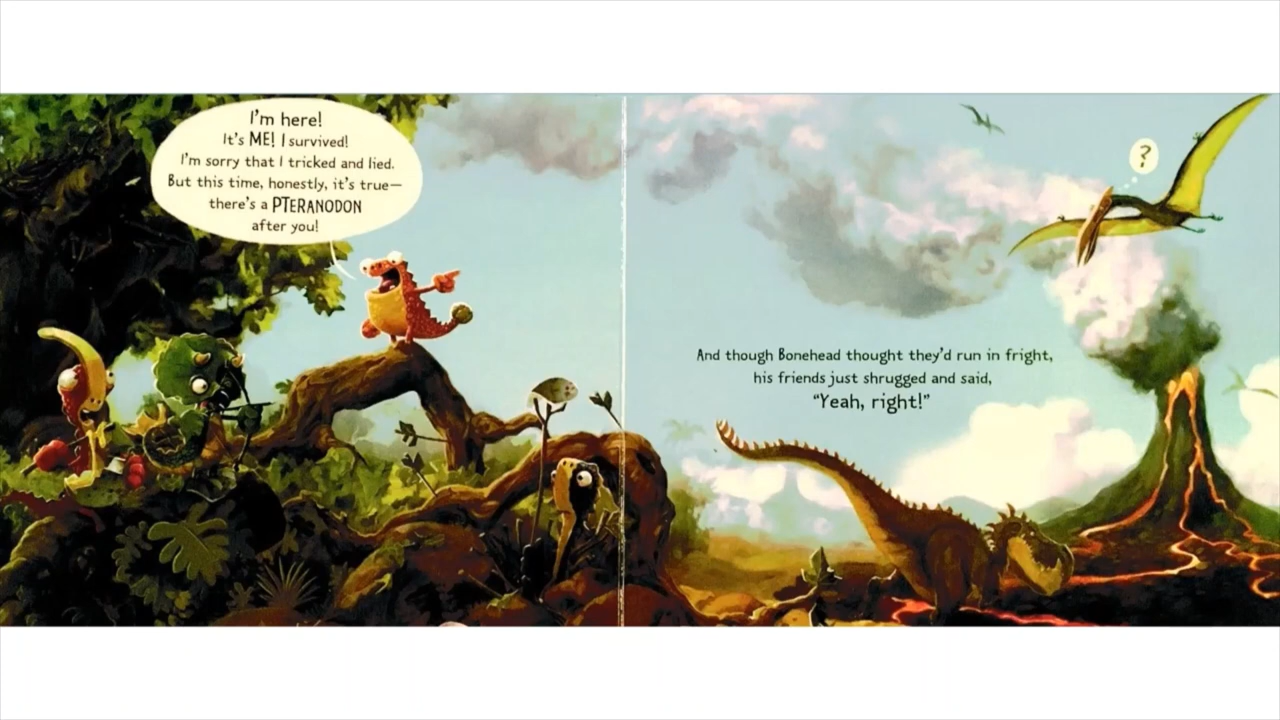 I'm here!
It's ME! I survived!
I'm sorry that I tricked and lied.
But this time, honestly, it's true—
there's a PTERANODON
after you!
?
And though Bonehead thought they'd run in fright,
his friends just shrugged and said,
"Yeah, right!"